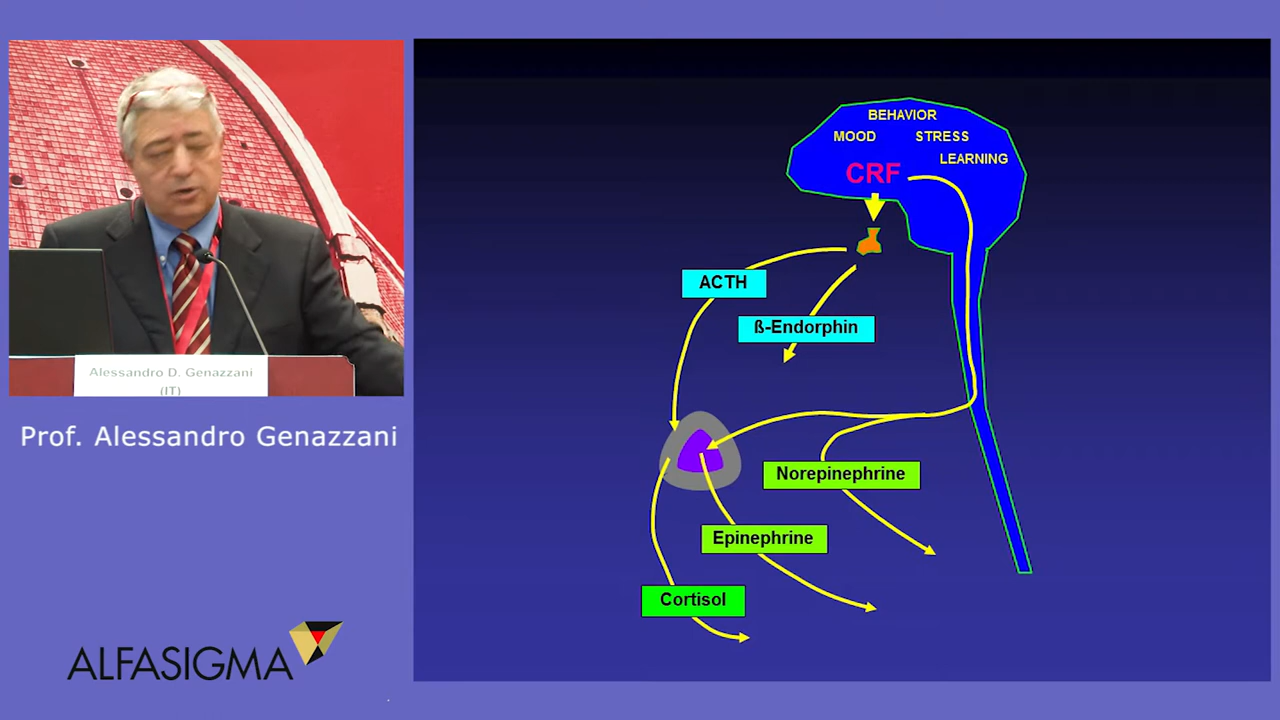 Alessandro D. Genazzani
(IT)
Prof. Alessandro Genazzani
ALFASIGMA
BEHAVIOR
MOOD STRESS
LEARNING
CRF
ACTH
ß-Endorphin
Norepinephrine
Epinephrine
Cortisol